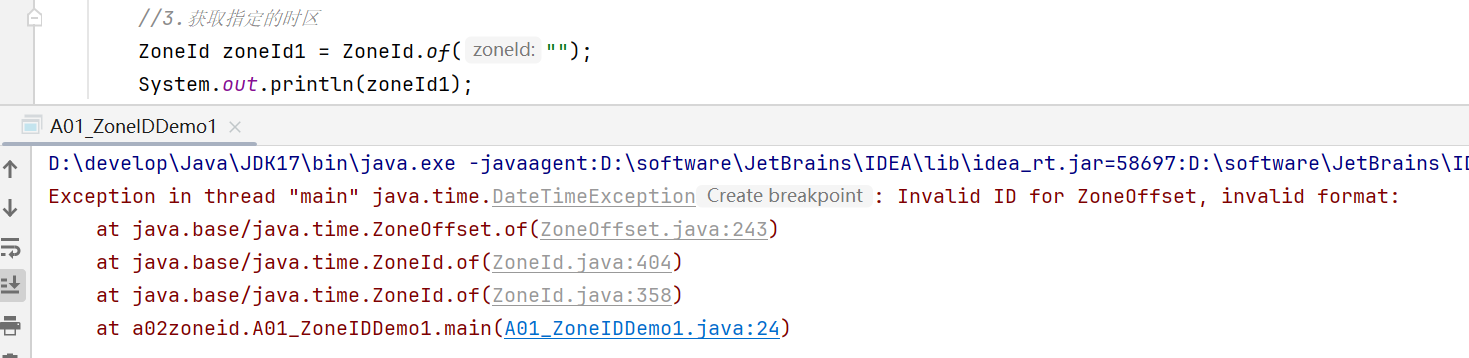 //3.获取指定的时区
ZoneId zoneId1 = ZoneId.of( zoneId: "");
System.out.println(zoneId1);
A01_ZoneIDDemo1 ×
D:\develop\Java\JDK17\bin\java.exe -javaagent:D:\software\JetBrains\IDEA\lib\idea_rt.jar=58697:D:\software\JetBrains\ID
Exception in thread "main" java.time.DateTimeException Create breakpoint : Invalid ID for ZoneOffset, invalid format:
at java.base/java.time.ZoneOffset.of(ZoneOffset.java:243)
at java.base/java.time.ZoneId.of(ZoneId.java:404)
at java.base/java.time.ZoneId.of(ZoneId.java:358)
at a02zoneid.A01_ZoneIDDemo1.main(A01_ZoneIDDemo1.java:24)